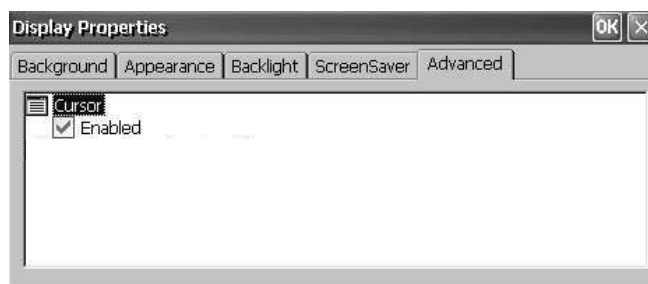 Display Properties OK ×
Background Appearance Backlight ScreenSaver Advanced
Cursor
Enabled